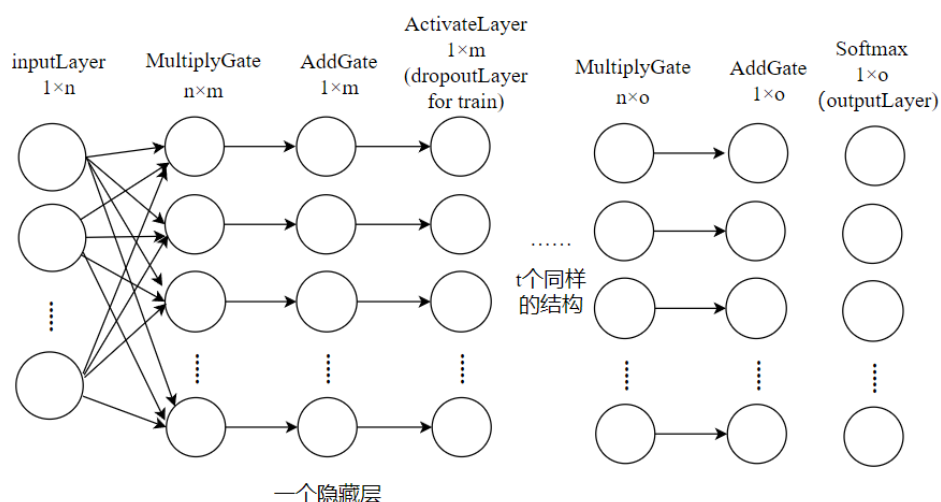 inputLayer
1×n
MultiplyGate
n×m
AddGate
1×m
ActivateLayer
1×m
(dropoutLayer
for train)
……
t个同样
的结构
MultiplyGate
n×o
AddGate
1×o
Softmax
1×o
(outputLayer)
一个隐藏层